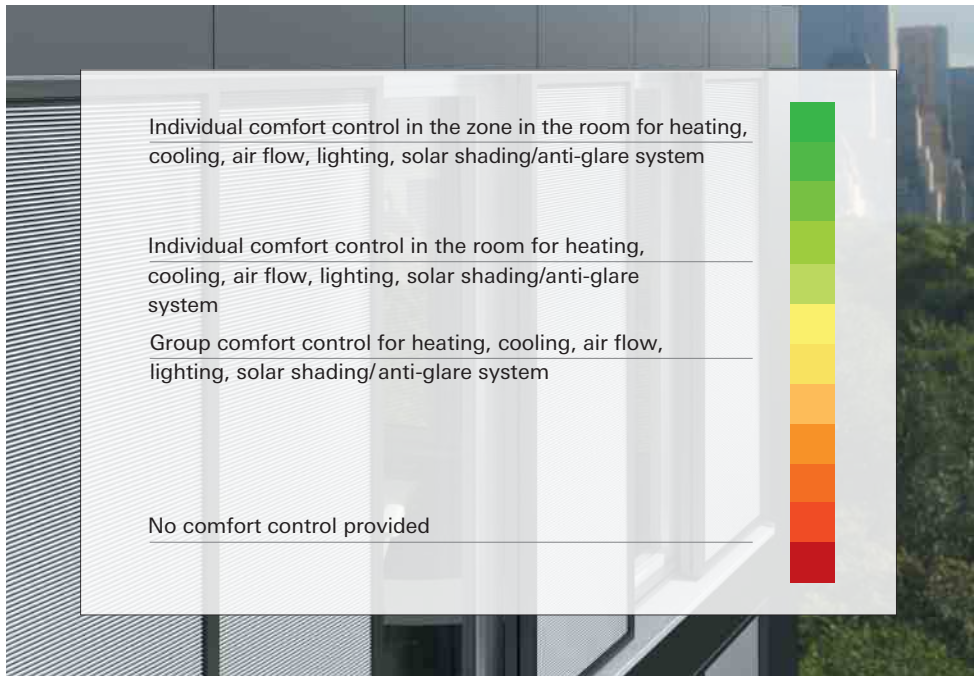 Individual comfort control in the zone in the room for heating,
cooling, air flow, lighting, solar shading/anti-glare system
Individual comfort control in the room for heating,
cooling, air flow, lighting, solar shading/anti-glare
system
Group comfort control for heating, cooling, air flow,
lighting, solar shading/anti-glare system
No comfort control provided